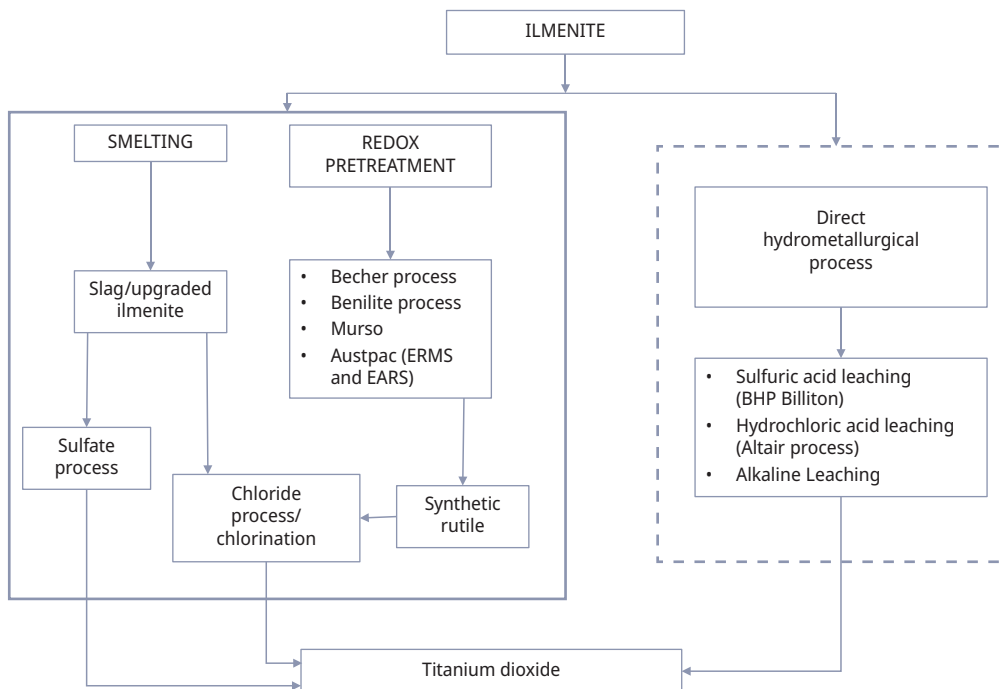 ILMENITE
SMELTING
REDOX
PRETREATMENT
Slag/upgraded
ilmenite
• Becher process
• Benilite process
• Murso
• Austpac (ERMS
and EARS)
Sulfate
process
Chloride
process/
chlorination
Synthetic
rutile
Direct
hydrometallurgical
process
• Sulfuric acid leaching
(BHP Billiton)
• Hydrochloric acid leaching
(Altair process)
• Alkaline Leaching
Titanium dioxide